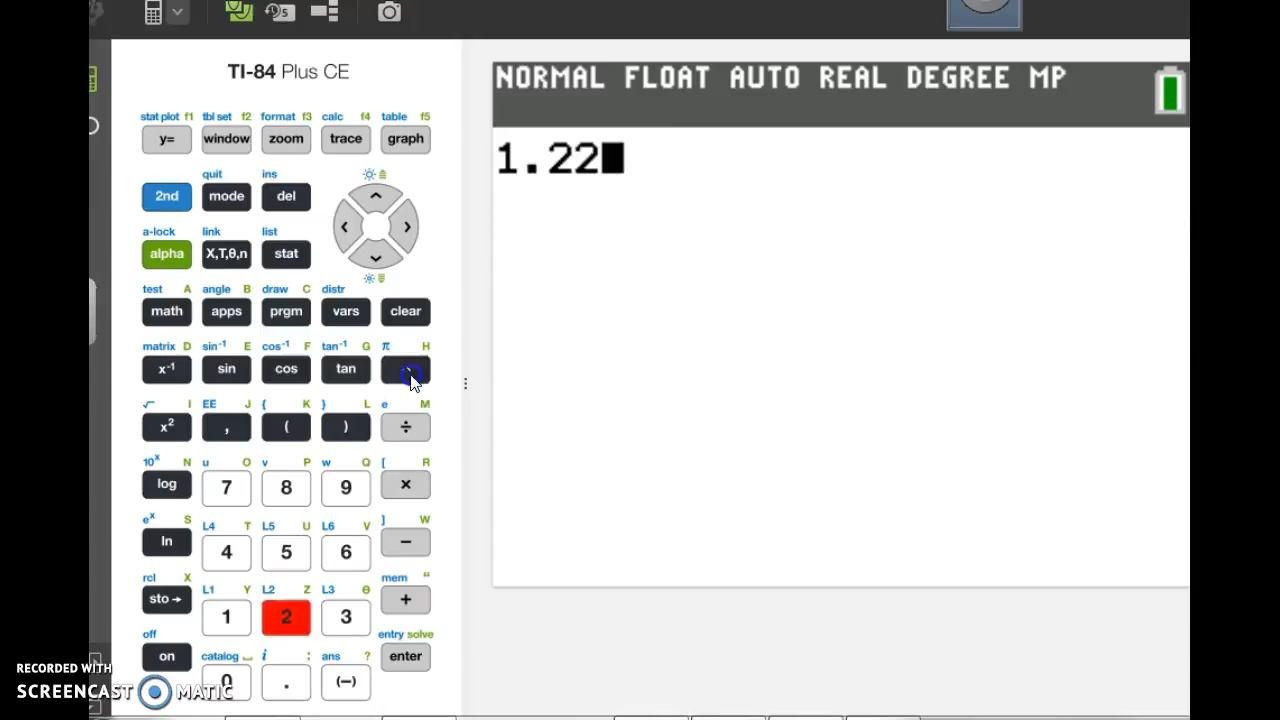 TI-84 Plus CE
NORMAL FLOAT AUTO REAL DEGREE MP
1.22
stat plot f1 tbl set f2 format f3 calc f4 table f5
y= window zoom trace graph
quit ins
2nd mode del
a-lock link list
alpha X,T,θ,n stat
test A angle B draw C distr
math apps prgm vars clear
matrix D sin⁻¹ E cos⁻¹ F tan⁻¹ G π H
x⁻¹ sin cos tan
√ I EE J { K } L e M
x² , ( ) ÷
10ˣ N u O v P w Q [ R
log 7 8 9 ×
eˣ S L4 T L5 U L6 V ] W
ln 4 5 6 −
rcl X L1 Y L2 Z L3 θ mem “
sto→ 1 2 3 +
off catalog i : ans ? entry solve
on 0 . (−) enter
RECORDED WITH
SCREENCAST MATIC